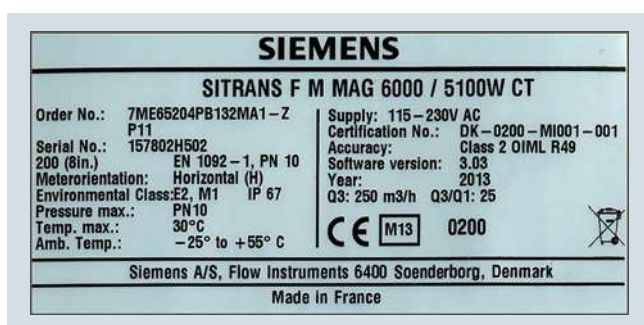 SIEMENS
SITRANS F M MAG 6000 / 5100W CT
Order No.: 7ME65204PB132MA1-Z
P11
Serial No.: 157802H502
200 (8in.) EN 1092-1, PN 10
Meterorientation: Horizontal (H)
Environmental Class:E2, M1 IP 67
Pressure max.: PN10
Temp. max.: 30°C
Amb. Temp.: -25° to +55° C
Supply: 115-230V AC
Certification No.: DK-0200-MI001-001
Accuracy: Class 2 OIML R49
Software version: 3.03
Year: 2013
Q3: 250 m3/h Q3/Q1: 25
CE M13 0200
Siemens A/S, Flow Instruments 6400 Soenderborg, Denmark
Made in France